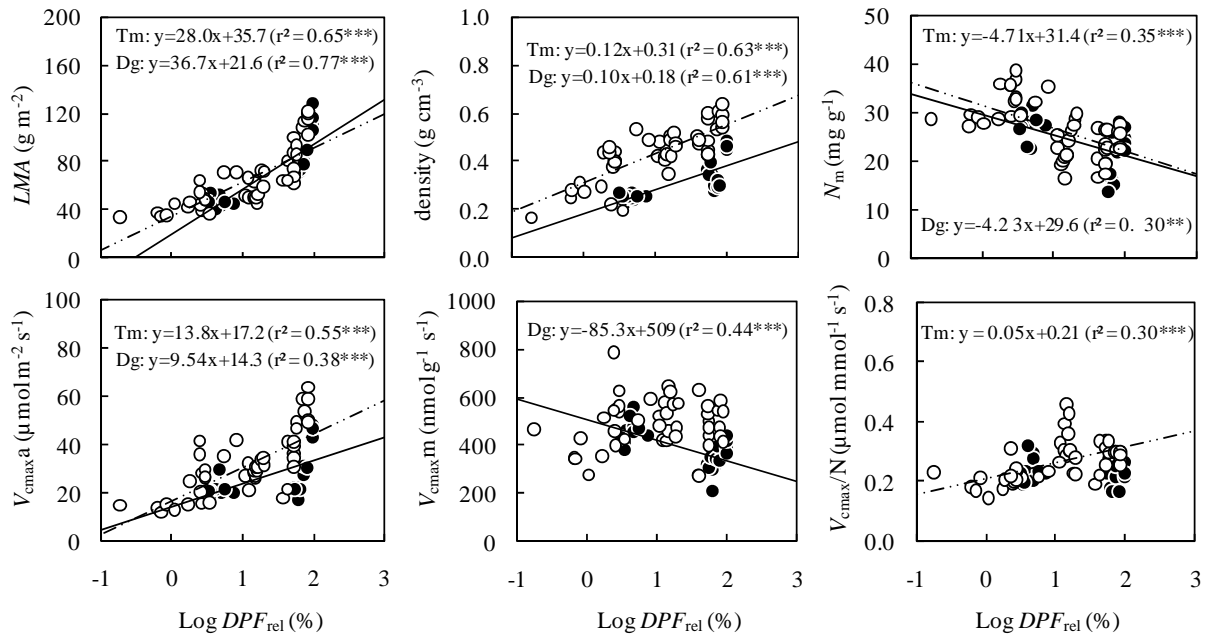 LMA (g m⁻²)
200
160
120
80
40
0
Tm: y=28.0x+35.7 (r²=0.65***)
Dg: y=36.7x+21.6 (r²=0.77***)
density (g cm⁻³)
1.0
0.8
0.6
0.4
0.2
0.0
Tm: y=0.12x+0.31 (r²=0.63***)
Dg: y=0.10x+0.18 (r²=0.61***)
Nm (mg g⁻¹)
50
40
30
20
10
0
Tm: y=-4.71x+31.4 (r²=0.35***)
Dg: y=-4.2 3x+29.6 (r²=0. 30**)
Vcmaxa (µmolm⁻² s⁻¹)
100
80
60
40
20
0
Tm: y=13.8x+17.2 (r²=0.55***)
Dg: y=9.54x+14.3 (r²=0.38***)
-1 0 1 2 3
Log DPFrel (%)
Vcmaxm (nmolg⁻¹ s⁻¹)
1000
800
600
400
200
0
Dg: y=-85.3x+509 (r²=0.44***)
-1 0 1 2 3
Log DPFrel (%)
Vcmax/N (µmol mmol⁻¹ s⁻¹)
0.8
0.6
0.4
0.2
0.0
Tm: y = 0.05x+0.21 (r²=0.30***)
-1 0 1 2 3
Log DPFrel (%)